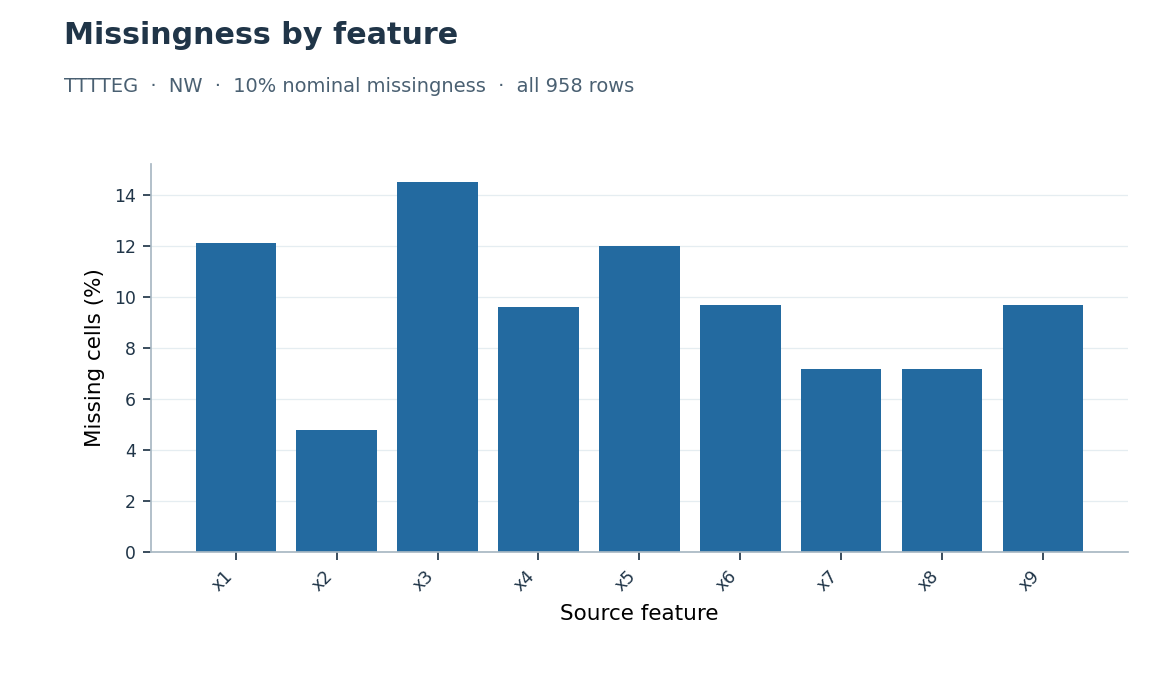 Missingness by feature
TTTTEG · NW · 10% nominal missingness · all 958 rows
Missing cells (%)
14
12
10
8
6
4
2
0
x1 x2 x3 x4 x5 x6 x7 x8 x9
Source feature